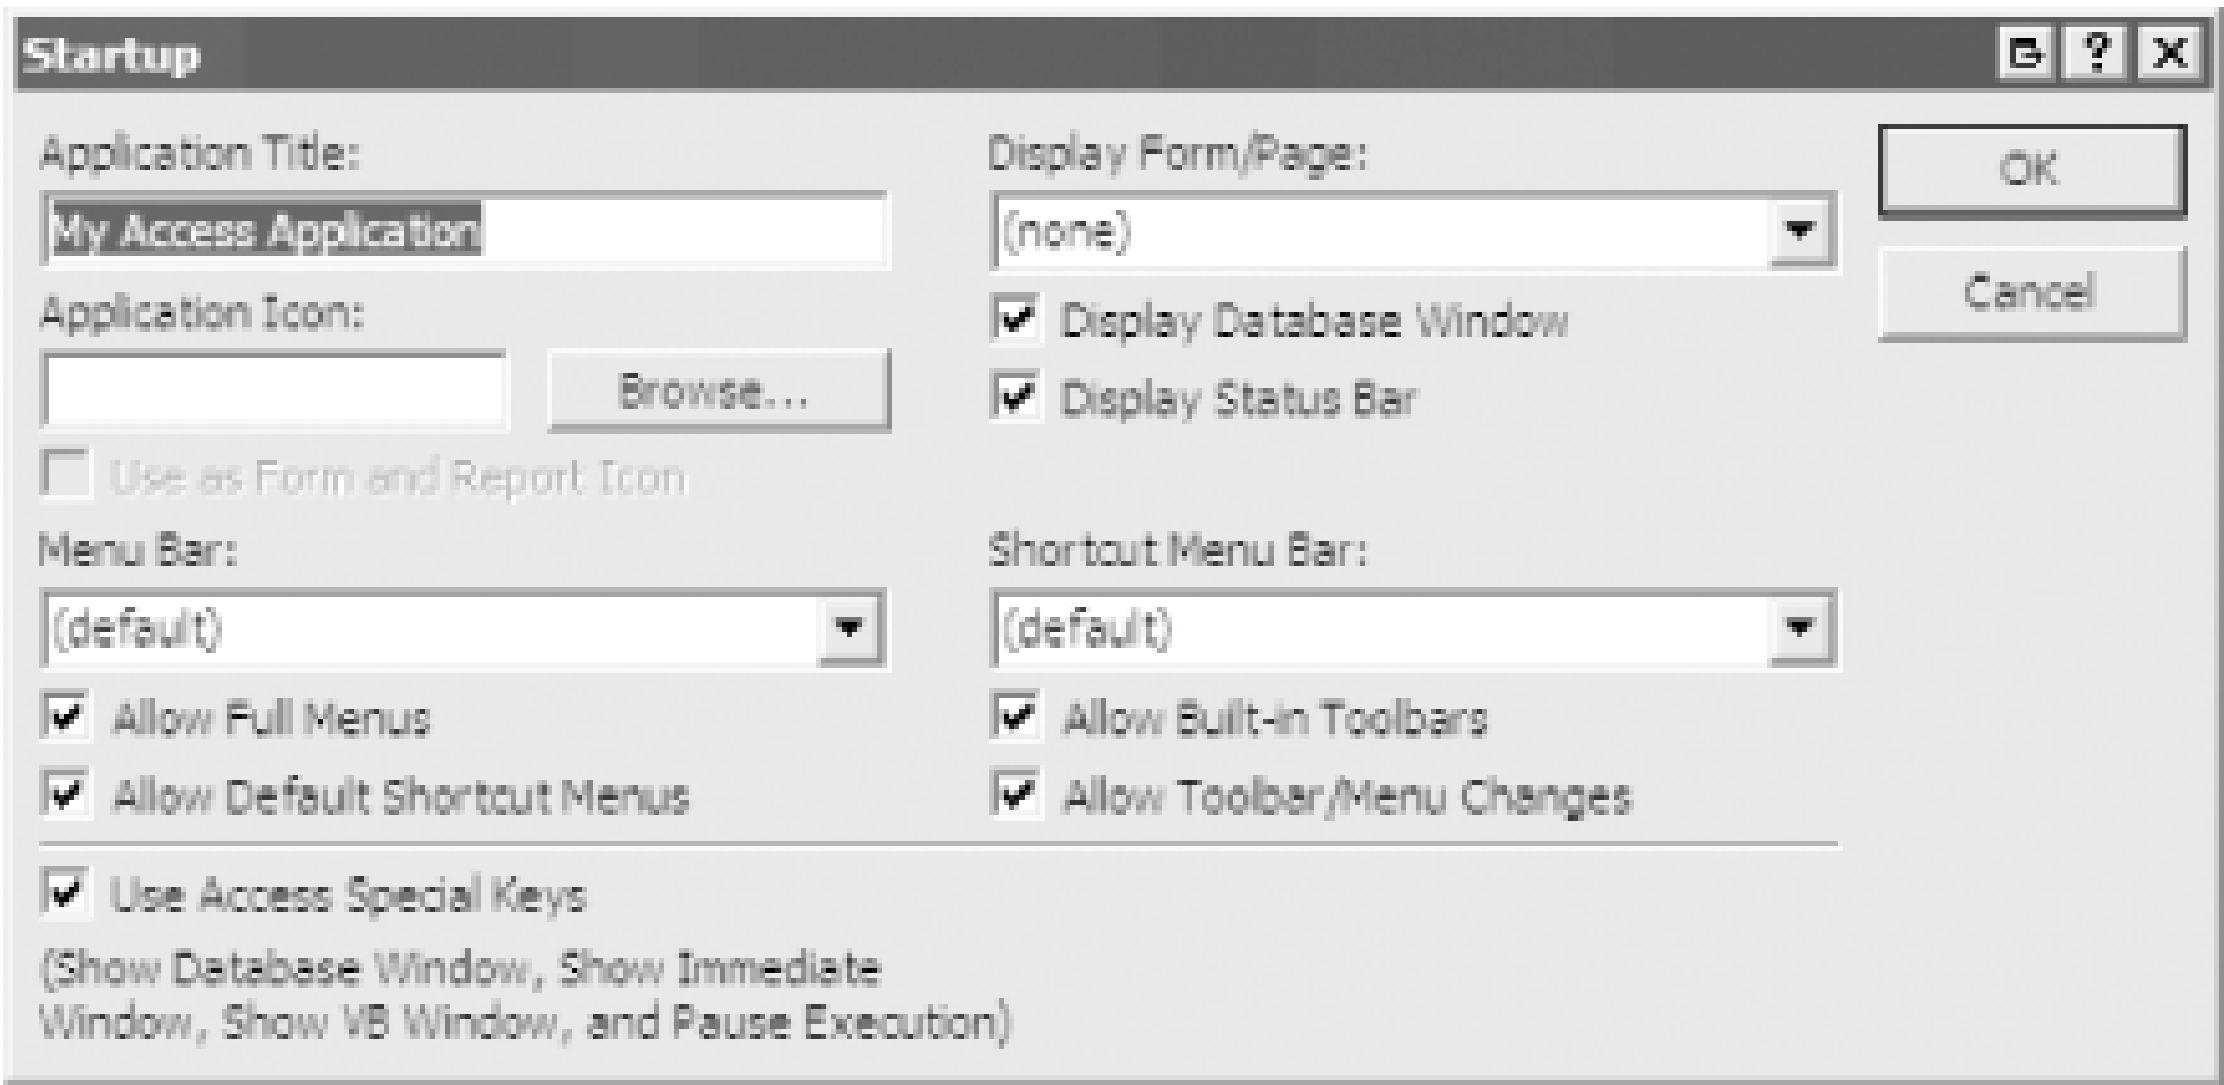 Startup
Application Title:
My Access Application
Application Icon:
Browse...
Use as Form and Report Icon
Display Form/Page:
(none)
Display Database Window
Display Status Bar
OK
Cancel
Menu Bar:
(default)
Allow Full Menus
Allow Default Shortcut Menus
Shortcut Menu Bar:
(default)
Allow Built-in Toolbars
Allow Toolbar/Menu Changes
Use Access Special Keys
(Show Database Window, Show Immediate
Window, Show VB Window, and Pause Execution)